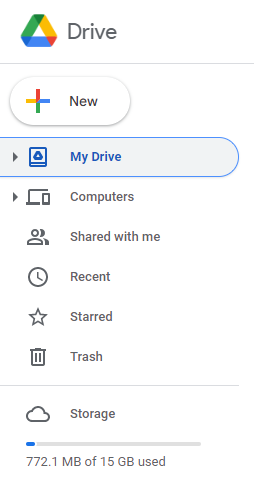 Drive
New
My Drive
Computers
Shared with me
Recent
Starred
Trash
Storage
772.1 MB of 15 GB used